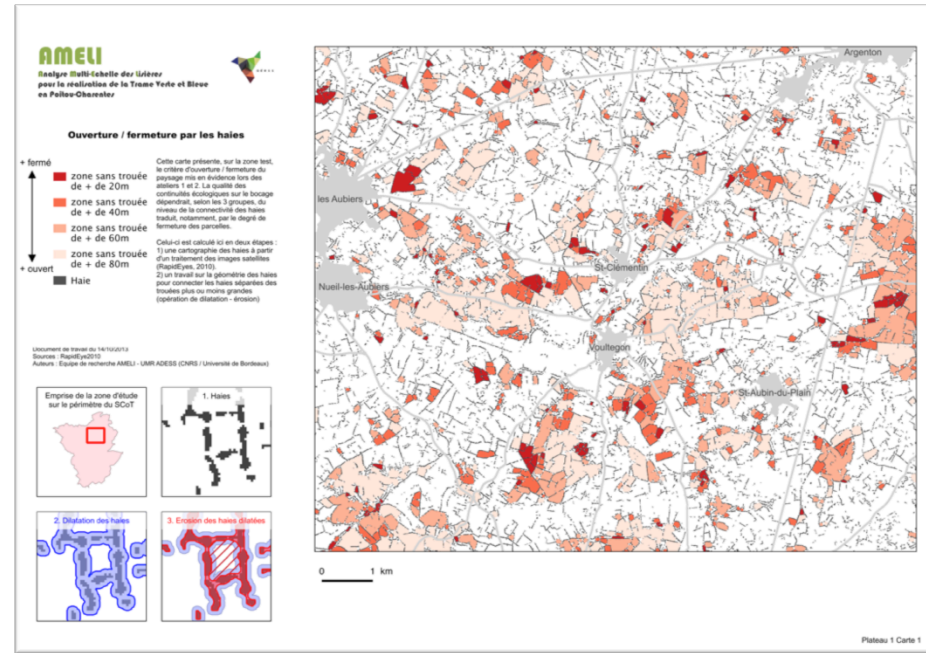 AMELI
Analyse Multi-Echelle des Lisières
pour la réalisation de la Trame Verte et Bleue
en Poitou-Charentes
Ouverture / fermeture par les haies
+ fermé
zone sans trouée
de + de 20m
zone sans trouée
de + de 40m
zone sans trouée
de + de 60m
zone sans trouée
de + de 80m
+ ouvert
Haie
Cette carte présente, sur la zone test,
le critère d'ouverture / fermeture du
paysage mis en évidence lors des
ateliers 1 et 2. La qualité des
continuités écologiques sur le bocage
dépendrait, selon les 3 groupes, du
niveau de la connectivité des haies
traduit, notamment, par le degré de
fermeture des parcelles.
Celui-ci est calculé ici en deux étapes :
1) une cartographie des haies à partir
d'un traitement des images satellites
(RapidEyes, 2010).
2) un travail sur la géométrie des haies
pour connecter les haies séparées des
trouées plus ou moins grandes
(opération de dilatation - érosion)
Document de travail du 14/10/2013
Sources : RapidEye2010
Auteurs : Equipe de recherche AMELI - UMR ADESS (CNRS / Université de Bordeaux)
Emprise de la zone d'étude
sur le périmètre du SCoT
1. Haies
2. Dilatation des haies
3. Erosion des haies dilatées
Argenton
les Aubiers
St-Clémentin
Nueil-les-Aubiers
Voultegon
St-Aubin-du-Plain
0 1 km
Plateau 1 Carte 1